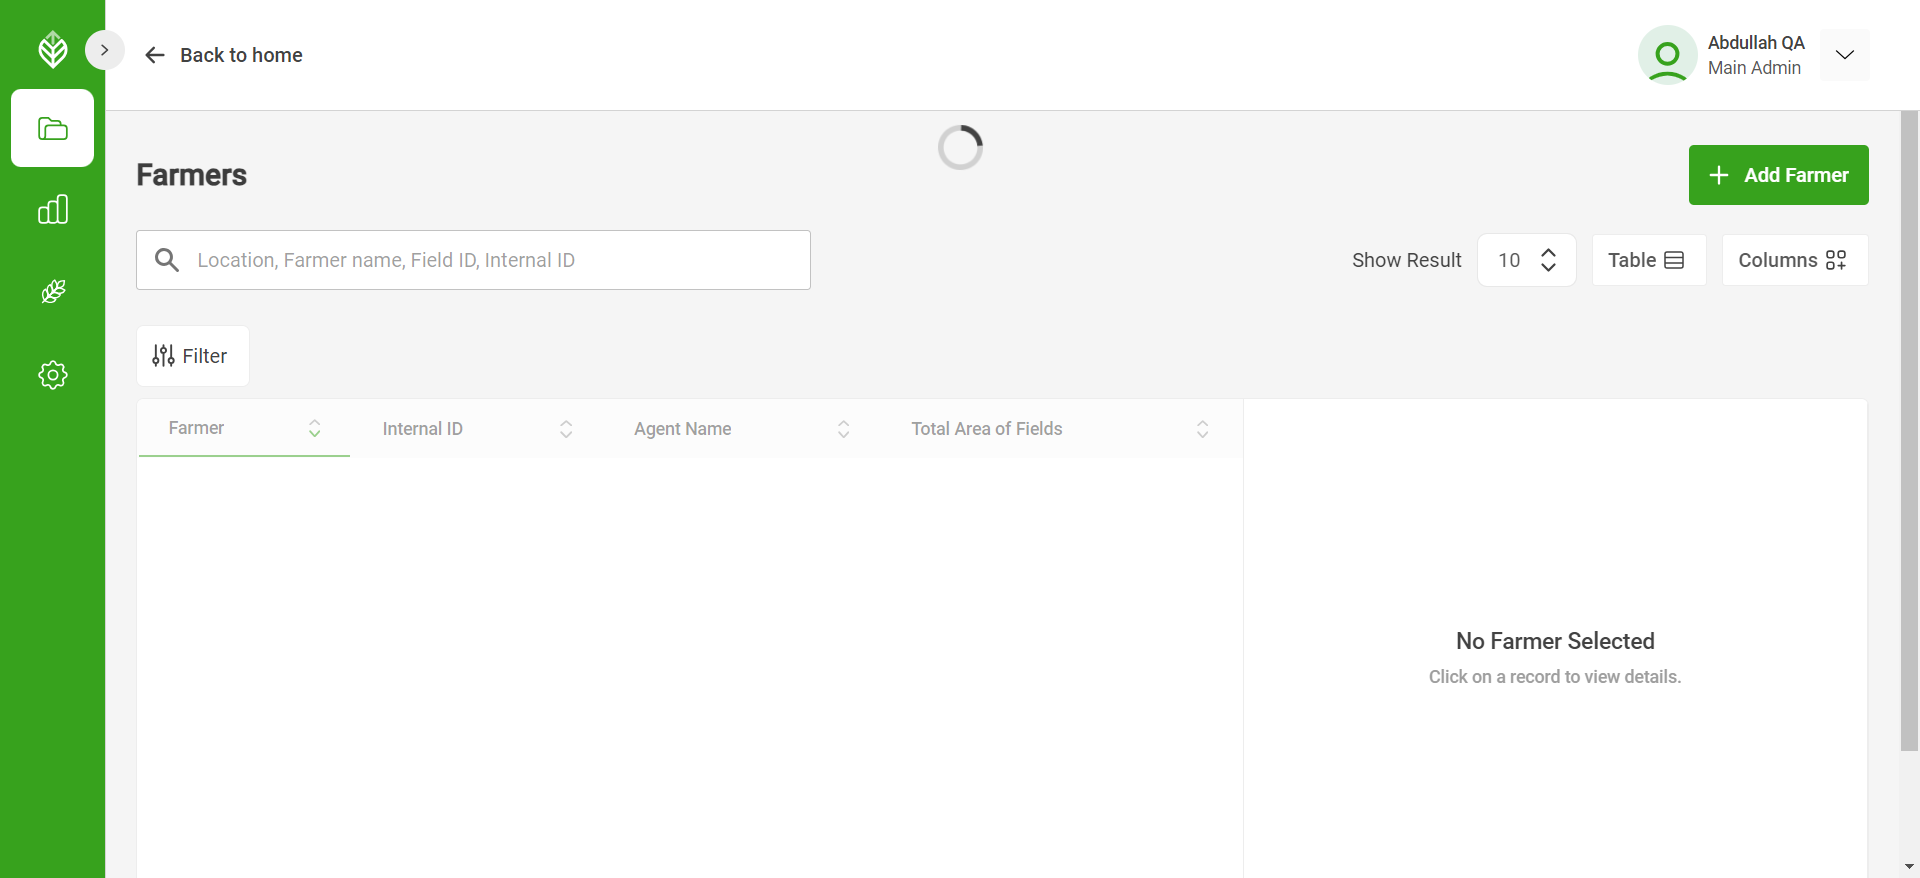 Back to home
Abdullah QA
Main Admin
Farmers
Add Farmer
Location, Farmer name, Field ID, Internal ID
Show Result
10
Table
Columns
Filter
Farmer
Internal ID
Agent Name
Total Area of Fields
No Farmer Selected
Click on a record to view details.